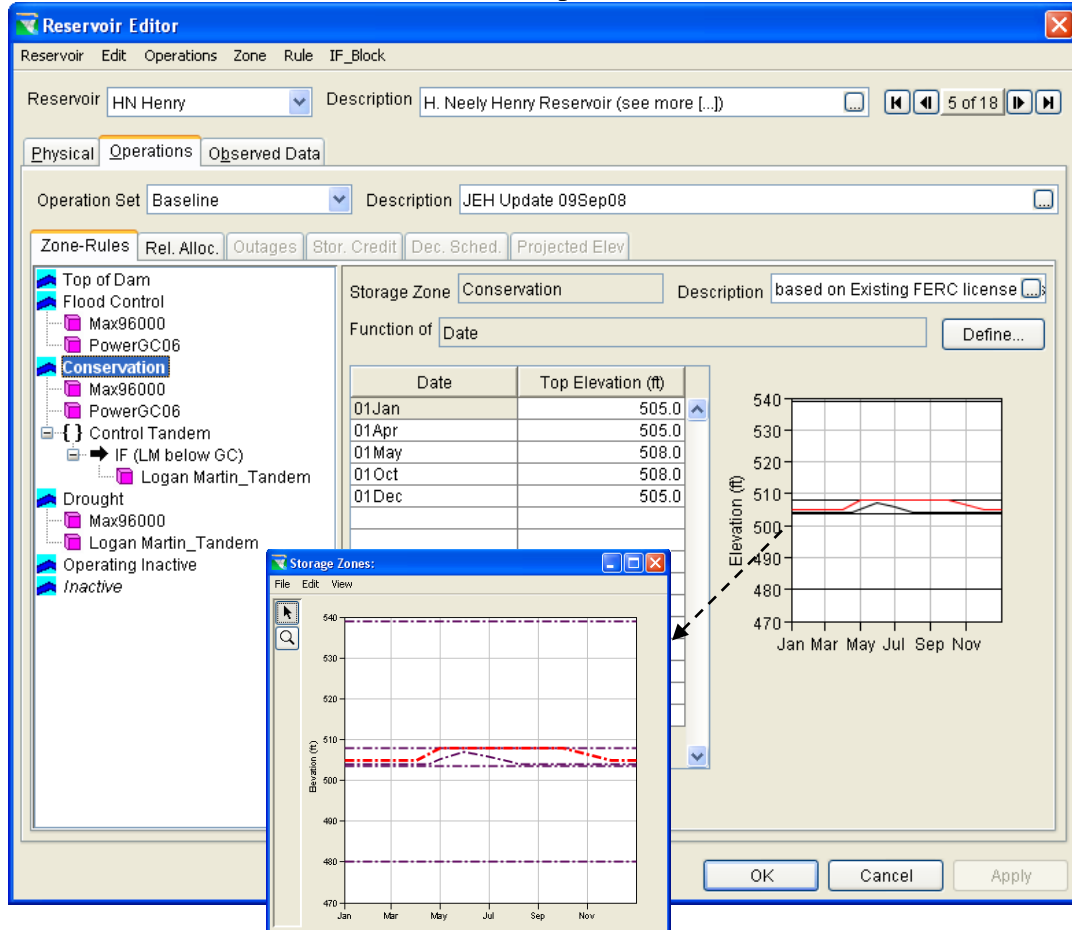 Reservoir Editor
Reservoir Edit Operations Zone Rule IF_Block
Reservoir HN Henry Description H. Neely Henry Reservoir (see more [...]) ... 5 of 18
Physical Operations Observed Data
Operation Set Baseline Description JEH Update 09Sep08 ...
Zone-Rules Rel. Alloc. Outages Stor. Credit Dec. Sched. Projected Elev
Top of Dam
Flood Control
Max96000
PowerGC06
Conservation
Max96000
PowerGC06
{ } Control Tandem
IF (LM below GC)
Logan Martin_Tandem
Drought
Max96000
Logan Martin_Tandem
Operating Inactive
Inactive
Storage Zone Conservation Description based on Existing FERC license ...
Function of Date Define...
Date Top Elevation (ft)
01Jan 505.0
01Apr 505.0
01May 508.0
01Oct 508.0
01Dec 505.0
540
530
520
510
500
490
480
470
Elevation (ft)
Jan Mar May Jul Sep Nov
Storage Zones:
File Edit View
540
530
520
510
500
490
480
470
Elevation (ft)
Jan Mar May Jul Sep Nov
OK Cancel Apply